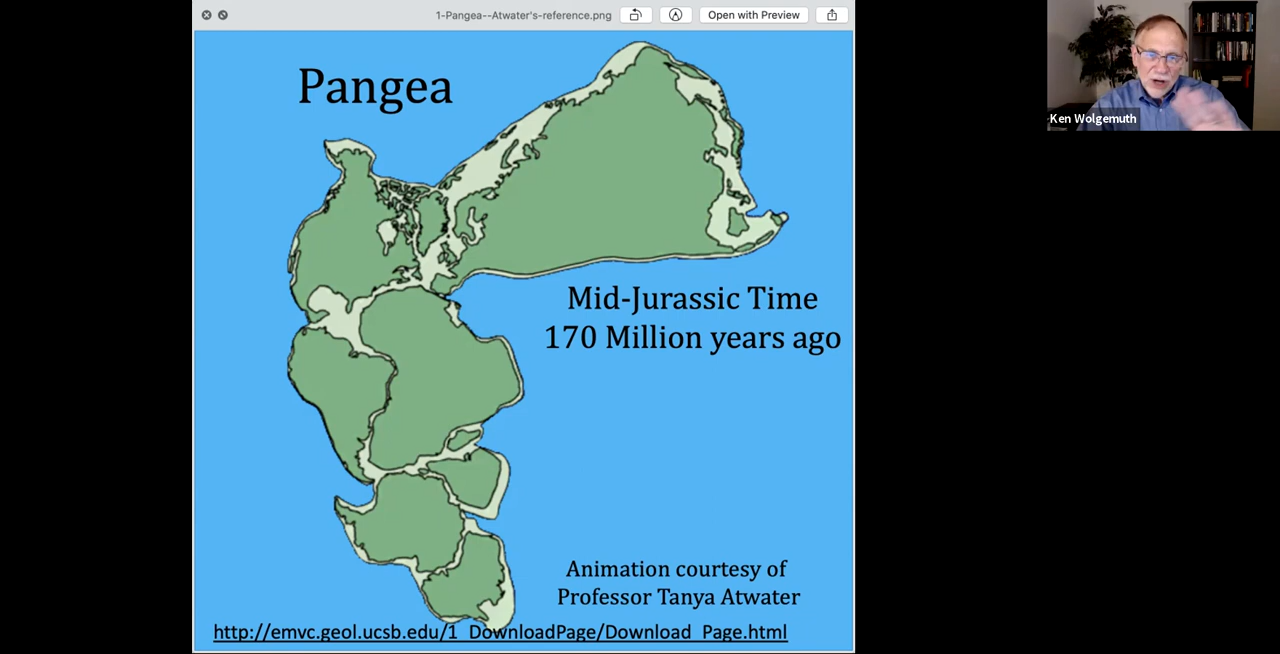 1-Pangea--Atwater's-reference.png
Open with Preview
Ken Wolgemuth
Pangea
Mid-Jurassic Time
170 Million years ago
Animation courtesy of
Professor Tanya Atwater
http://emvc.geol.ucsb.edu/1_DownloadPage/Download_Page.html